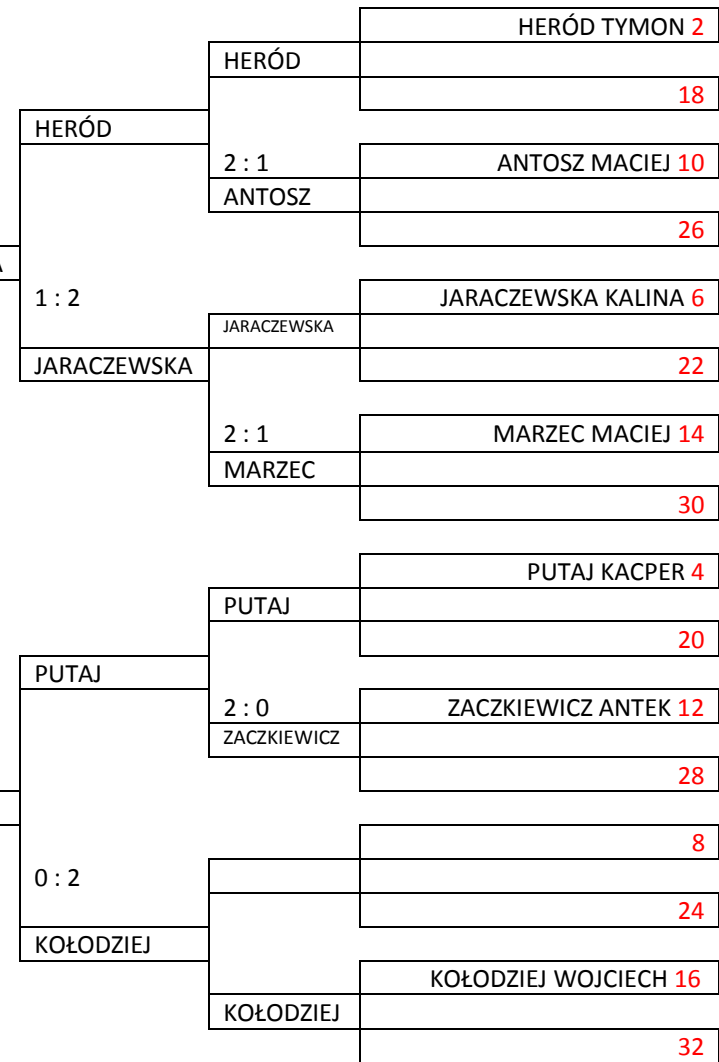 HERÓD TYMON 2
HERÓD
18
HERÓD
2 : 1
ANTOSZ MACIEJ 10
ANTOSZ
26
A
1 : 2
JARACZEWSKA KALINA 6
JARACZEWSKA
JARACZEWSKA
22
2 : 1
MARZEC MACIEJ 14
MARZEC
30
PUTAJ KACPER 4
PUTAJ
20
PUTAJ
2 : 0
ZACZKIEWICZ ANTEK 12
ZACZKIEWICZ
28
8
0 : 2
24
KOŁODZIEJ
KOŁODZIEJ WOJCIECH 16
KOŁODZIEJ
32